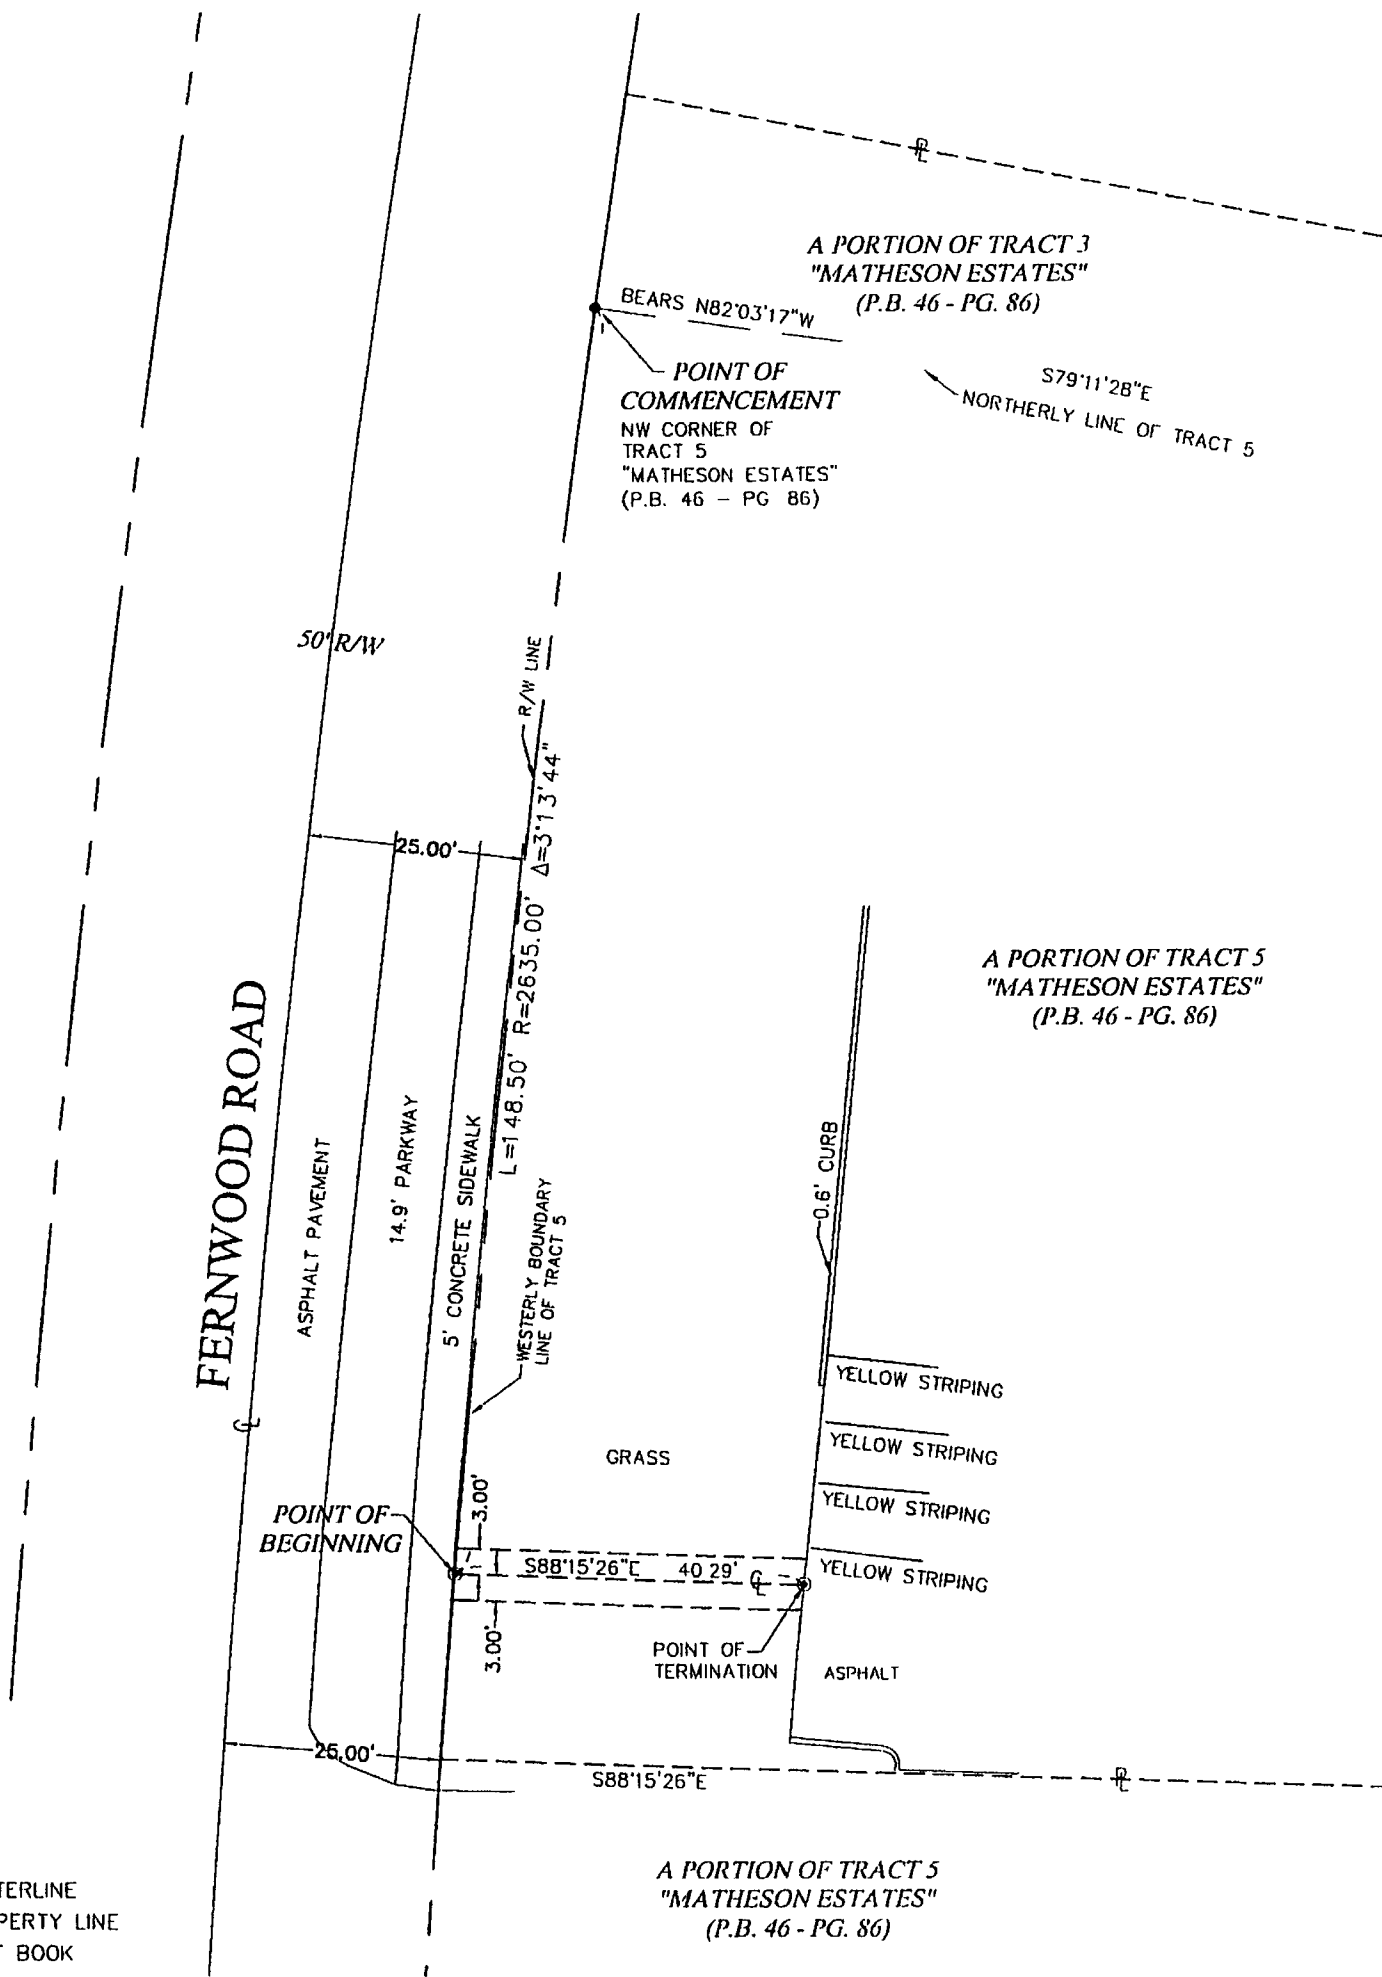 A PORTION OF TRACT 3
"MATHESON ESTATES"
(P.B. 46 - PG. 86)
BEARS N82°03'17"W
POINT OF
COMMENCEMENT
NW CORNER OF
TRACT 5
"MATHESON ESTATES"
(P.B. 46 - PG 86)
S79°11'28"E
NORTHERLY LINE OF TRACT 5
50' R/W
R/W LINE
25.00'
L=148.50' R=2635.00' Δ=3°13'44"
A PORTION OF TRACT 5
"MATHESON ESTATES"
(P.B. 46 - PG. 86)
FERNWOOD ROAD
ASPHALT PAVEMENT
14.9' PARKWAY
5' CONCRETE SIDEWALK
WESTERLY BOUNDARY
LINE OF TRACT 5
0.6' CURB
YELLOW STRIPING
YELLOW STRIPING
YELLOW STRIPING
YELLOW STRIPING
GRASS
3.00'
POINT OF
BEGINNING
S88°15'26"E 40 29'
3.00'
POINT OF
TERMINATION
ASPHALT
25.00'
S88°15'26"E
A PORTION OF TRACT 5
"MATHESON ESTATES"
(P.B. 46 - PG. 86)
TERLINE
PERTY LINE
T BOOK